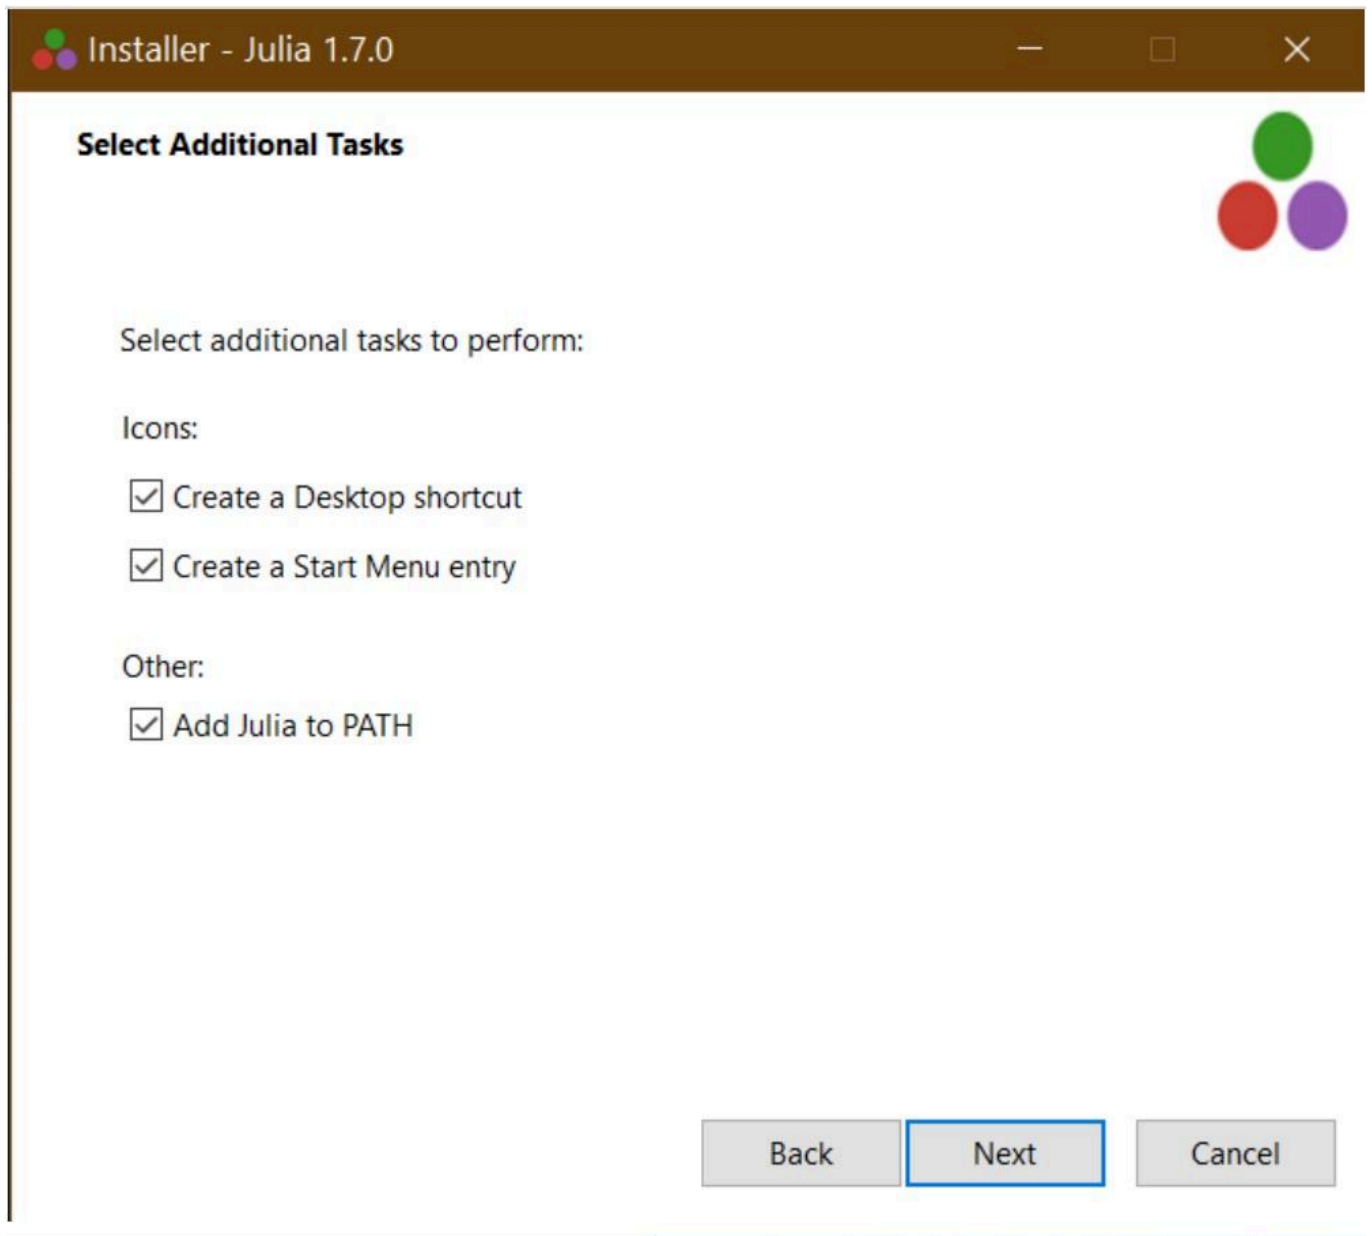 Installer - Julia 1.7.0
Select Additional Tasks
Select additional tasks to perform:
Icons:
Create a Desktop shortcut
Create a Start Menu entry
Other:
Add Julia to PATH
Back Next Cancel